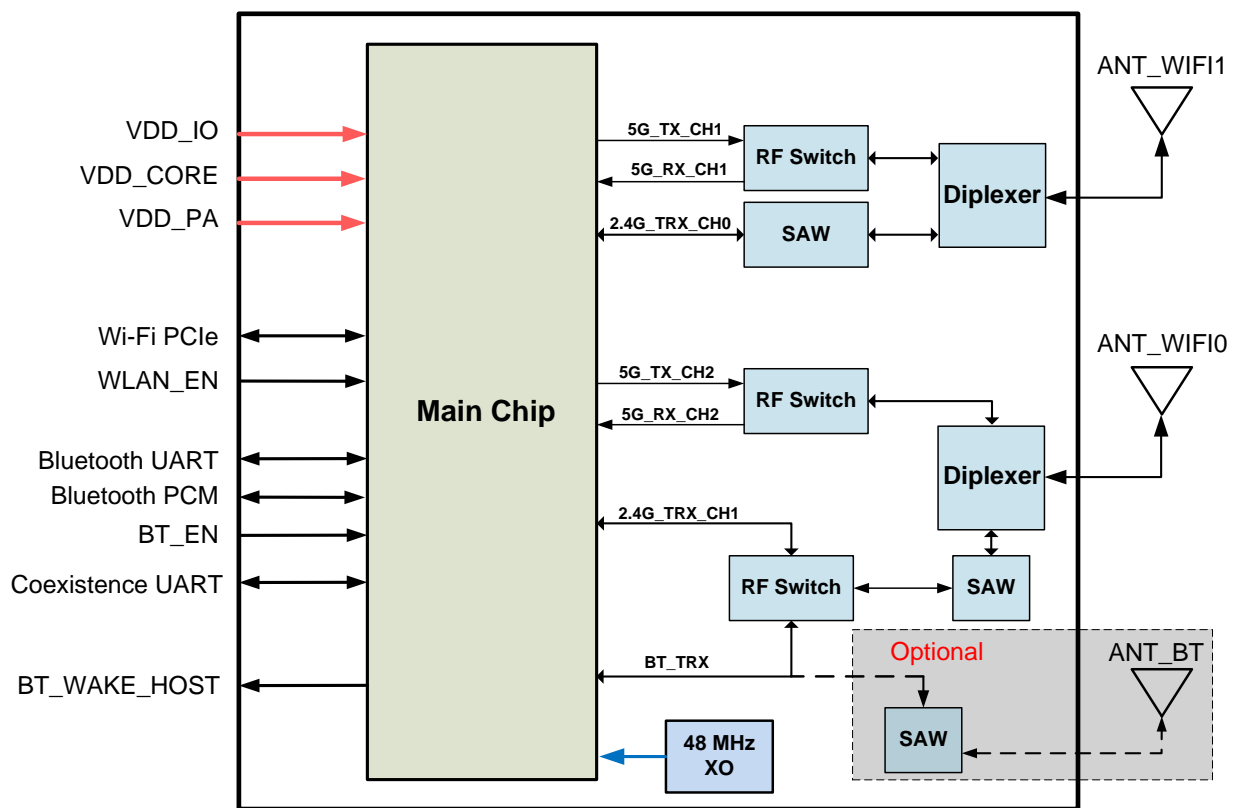 ANT_WIFI1
VDD_IO
VDD_CORE
VDD_PA
5G_TX_CH1
5G_RX_CH1
2.4G_TRX_CH0
RF Switch
SAW
Diplexer
Wi-Fi PCIe
WLAN_EN
Main Chip
ANT_WIFI0
5G_TX_CH2
5G_RX_CH2
RF Switch
Diplexer
Bluetooth UART
Bluetooth PCM
BT_EN
Coexistence UART
2.4G_TRX_CH1
RF Switch
SAW
BT_WAKE_HOST
BT_TRX
Optional
ANT_BT
SAW
48 MHz
XO